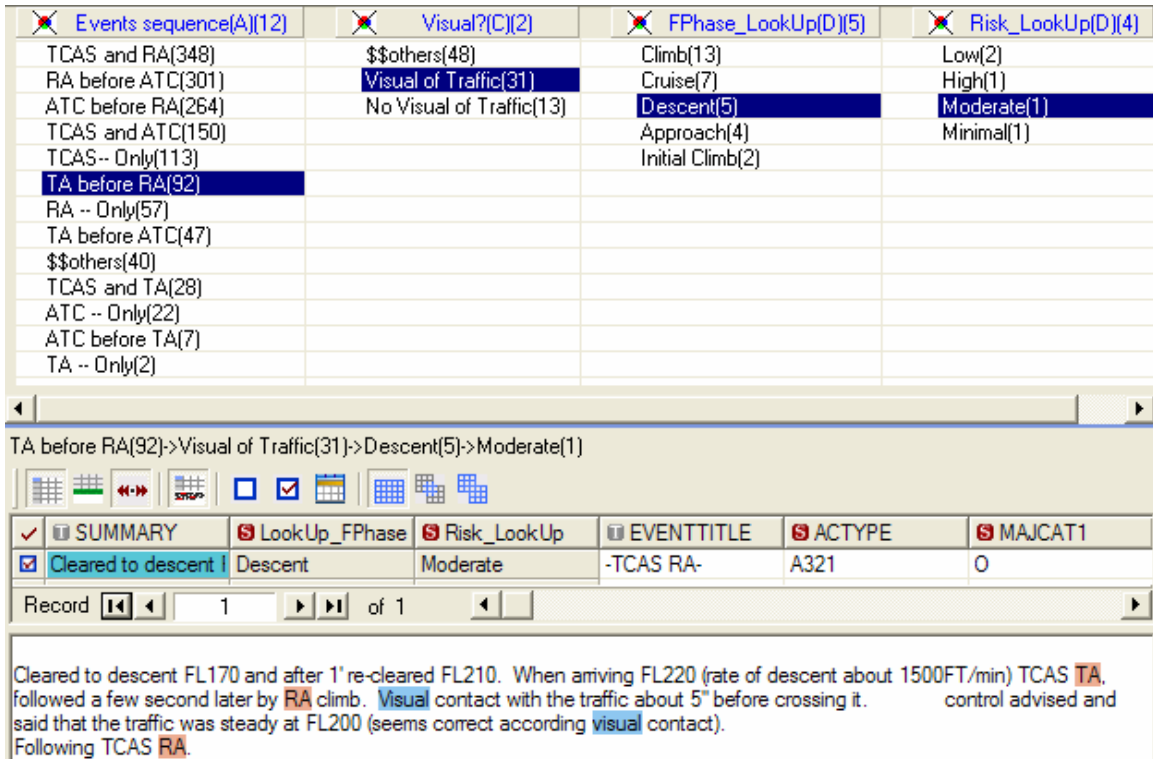 Events sequence(A)(12) Visual?(C)(2) FPhase_LookUp(D)(5) Risk_LookUp(D)(4)
TCAS and RA(348) $$others(48) Climb(13) Low(2)
RA before ATC(301) Visual of Traffic(31) Cruise(7) High(1)
ATC before RA(264) No Visual of Traffic(13) Descent(5) Moderate(1)
TCAS and ATC(150) Approach(4) Minimal(1)
TCAS-- Only(113) Initial Climb(2)
TA before RA(92)
RA -- Only(57)
TA before ATC(47)
$$others(40)
TCAS and TA(28)
ATC -- Only(22)
ATC before TA(7)
TA -- Only(2)
TA before RA(92)->Visual of Traffic(31)->Descent(5)->Moderate(1)
SUMMARY LookUp_FPhase Risk_LookUp EVENTTITLE ACTYPE MAJCAT1
Cleared to descent Descent Moderate -TCAS RA- A321 O
Record 1 of 1
Cleared to descent FL170 and after 1' re-cleared FL210. When arriving FL220 (rate of descent about 1500FT/min) TCAS TA,
followed a few second later by RA climb. Visual contact with the traffic about 5" before crossing it. control advised and
said that the traffic was steady at FL200 (seems correct according visual contact).
Following TCAS RA.